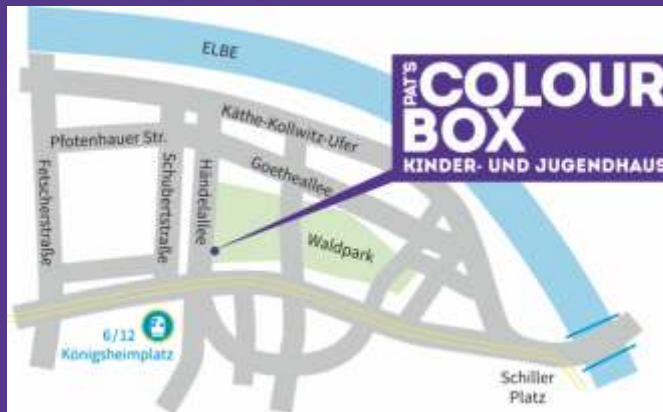 ELBE
PAT'S
COLOUR
BOX
KINDER- UND JUGENDHAUS
Käthe-Kollwitz-Ufer
Pfotenhauer Str.
Goetheallee
Fetscherstraße
Schubertstraße
Händelallee
Waldpark
6/12
Königsheimplatz
Schiller
Platz